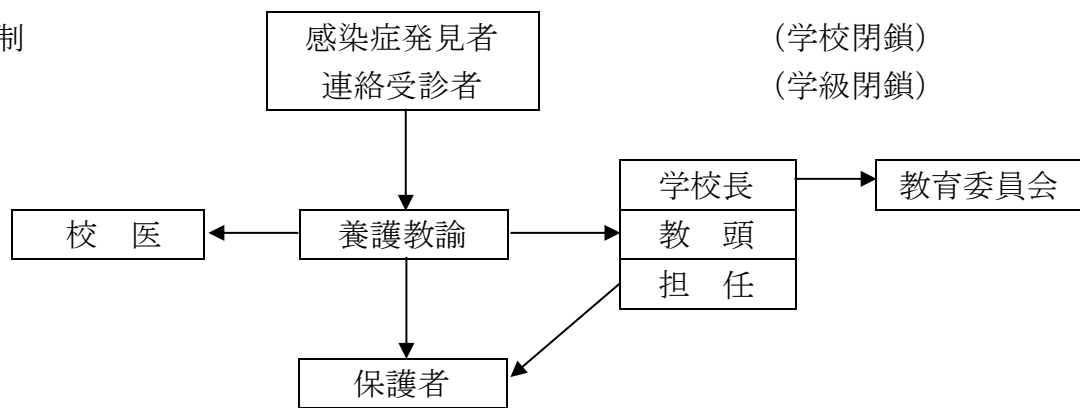 制
感染症発見者
連絡受診者
（学校閉鎖）
（学級閉鎖）
学校長
教育委員会
校　医
養護教諭
教　頭
担　任
保護者